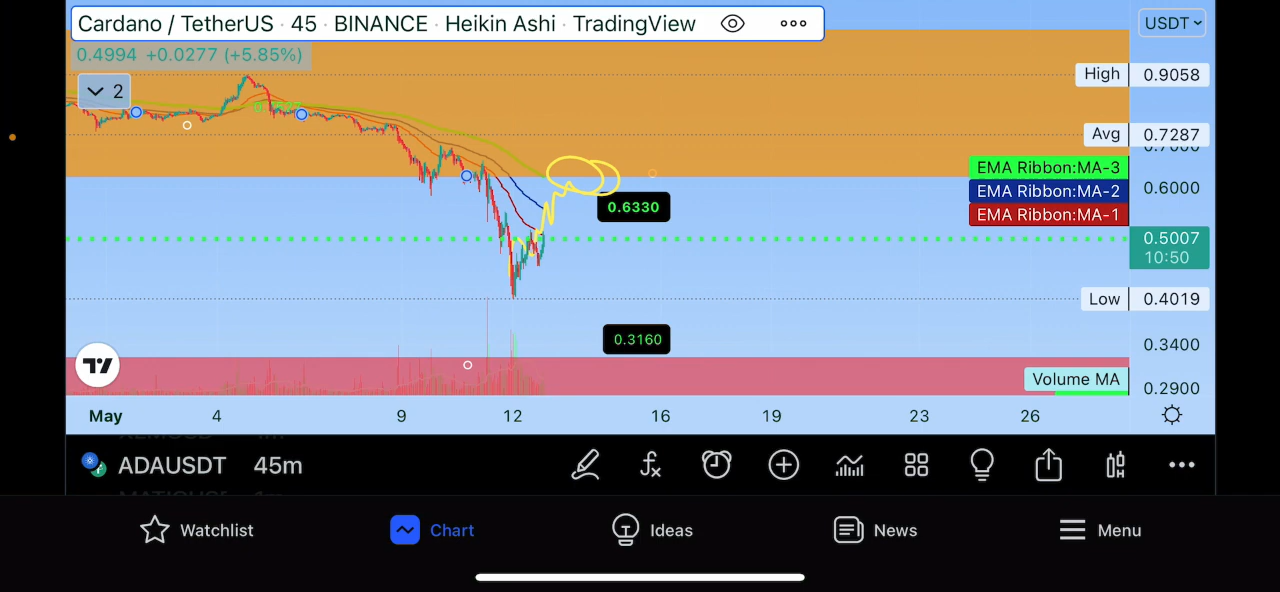 Cardano / TetherUS · 45 · BINANCE · Heikin Ashi · TradingView
USDT
0.4994 +0.0277 (+5.85%)
2
High 0.9058
Avg 0.7287
0.7000
EMA Ribbon:MA-3
EMA Ribbon:MA-2
0.6000
EMA Ribbon:MA-1
0.6330
0.5007
10:50
Low 0.4019
0.3160
0.3400
Volume MA
0.2900
May 4 9 12 16 19 23 26
ADAUSDT 45m
Watchlist Chart Ideas News Menu